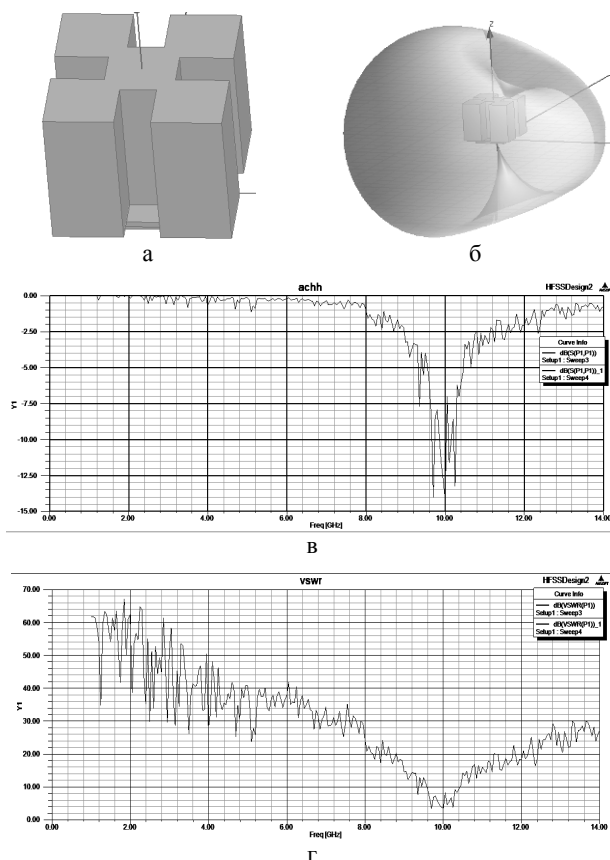 z
а
б
achh
HFSSDesign2
0.00
-2.50
-5.00
-7.50
-10.00
-12.50
-15.00
Y1
Curve Info
dB(S(P1,P1))
Setup1 : Sweep3
dB(S(P1,P1))_1
Setup1 : Sweep4
0.00 2.00 4.00 6.00 8.00 10.00 12.00 14.00
Freq [GHz]
в
vswr
HFSSDesign2
70.00
60.00
50.00
40.00
30.00
20.00
10.00
0.00
Y1
Curve Info
dB(VSWR(P1))
Setup1 : Sweep3
dB(VSWR(P1))_1
Setup1 : Sweep4
0.00 2.00 4.00 6.00 8.00 10.00 12.00 14.00
Freq [GHz]
г